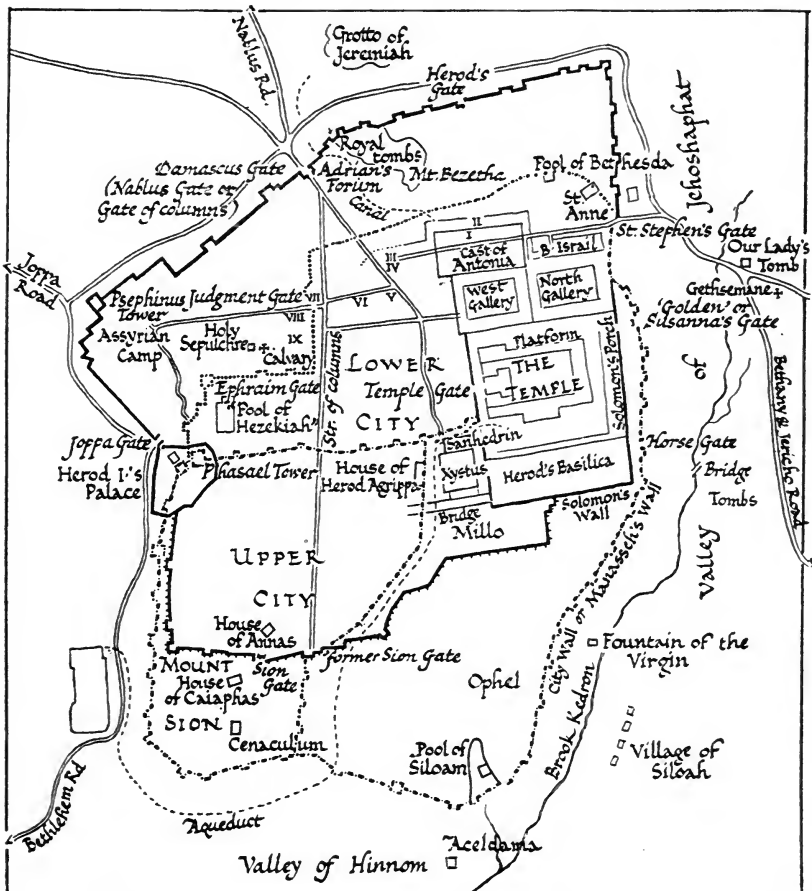 Nablus Rd.
Grotto of
Jeremiah
Herod's
Gate
Jehoshaphat
Royal
tombs
Mt. Bezetha
Damascus Gate
(Nablus Gate or
Gate of columns)
Adrian's
Forum
Canal
Pool of Bethesda
St.
Anne
St. Stephen's Gate
Our Lady's
Tomb
Gethsemane
'Golden' or
Susanna's Gate
Joppa
Road
II
I
III
IV
Cast. of
Antonia
B. Israil
West
Gallery
North
Gallery
Psephinus
Tower
Judgment Gate
VII
VI
V
VIII
IX
Assyrian
Camp
Holy
Sepulchre
Calvary
Str. of columns
LOWER
CITY
Temple Gate
Platform
THE
TEMPLE
Solomon's Porch
of
Bethany & Jericho Road
Ephraim Gate
"Pool of
Hezekiah"
Joppa Gate
Herod I.'s
Palace
Phasael Tower
House of
Herod Agrippa
Sanhedrin
Xystus
Herod's Basilica
Horse Gate
Bridge
Tombs
Solomon's
Wall
Bridge
Millo
UPPER
CITY
City Wall or Manasseh's Wall
Valley
House
of Annas
Sion
Gate
former Sion Gate
MOUNT
SION
House
of Caiaphas
Cenaculum
Ophel
Brook Kedron
Fountain of the
Virgin
Pool of
Siloam
Village of
Siloah
Bethlehem Rd
Aqueduct
Valley of Hinnom
Aceldama